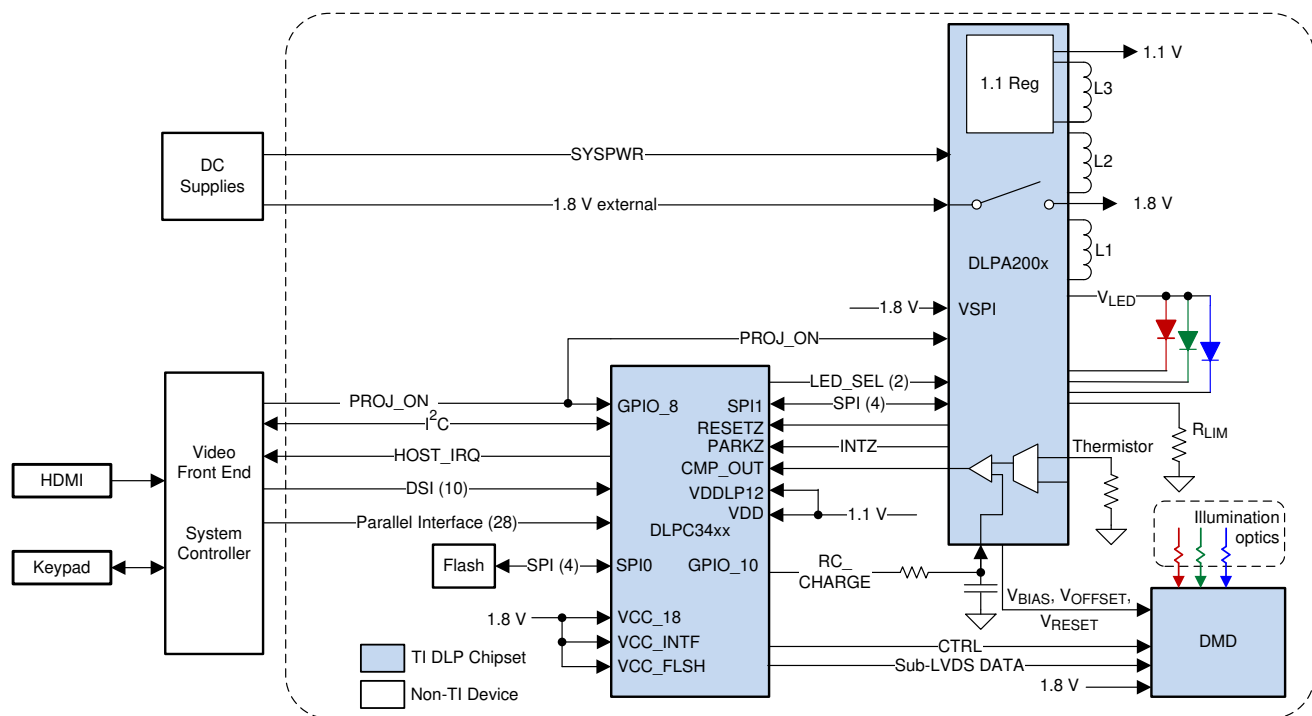 1.1 V
1.1 Reg
L3
DC
Supplies
SYSPWR
L2
1.8 V external
1.8 V
L1
DLPA200x
VLED
1.8 V
VSPI
PROJ_ON
LED_SEL (2)
PROJ_ON
GPIO_8
SPI1
SPI (4)
I2C
RESETZ
RLIM
Video
Front End
PARKZ
INTZ
Thermistor
HOST_IRQ
CMP_OUT
HDMI
DSI (10)
VDDLP12
VDD
1.1 V
Parallel Interface (28)
DLPC34xx
System
Controller
Illumination
optics
Keypad
Flash
SPI (4)
SPI0
GPIO_10
RC_
CHARGE
VBIAS, VOFFSET,
VRESET
1.8 V
VCC_18
VCC_INTF
VCC_FLSH
CTRL
DMD
Sub-LVDS DATA
1.8 V
TI DLP Chipset
Non-TI Device